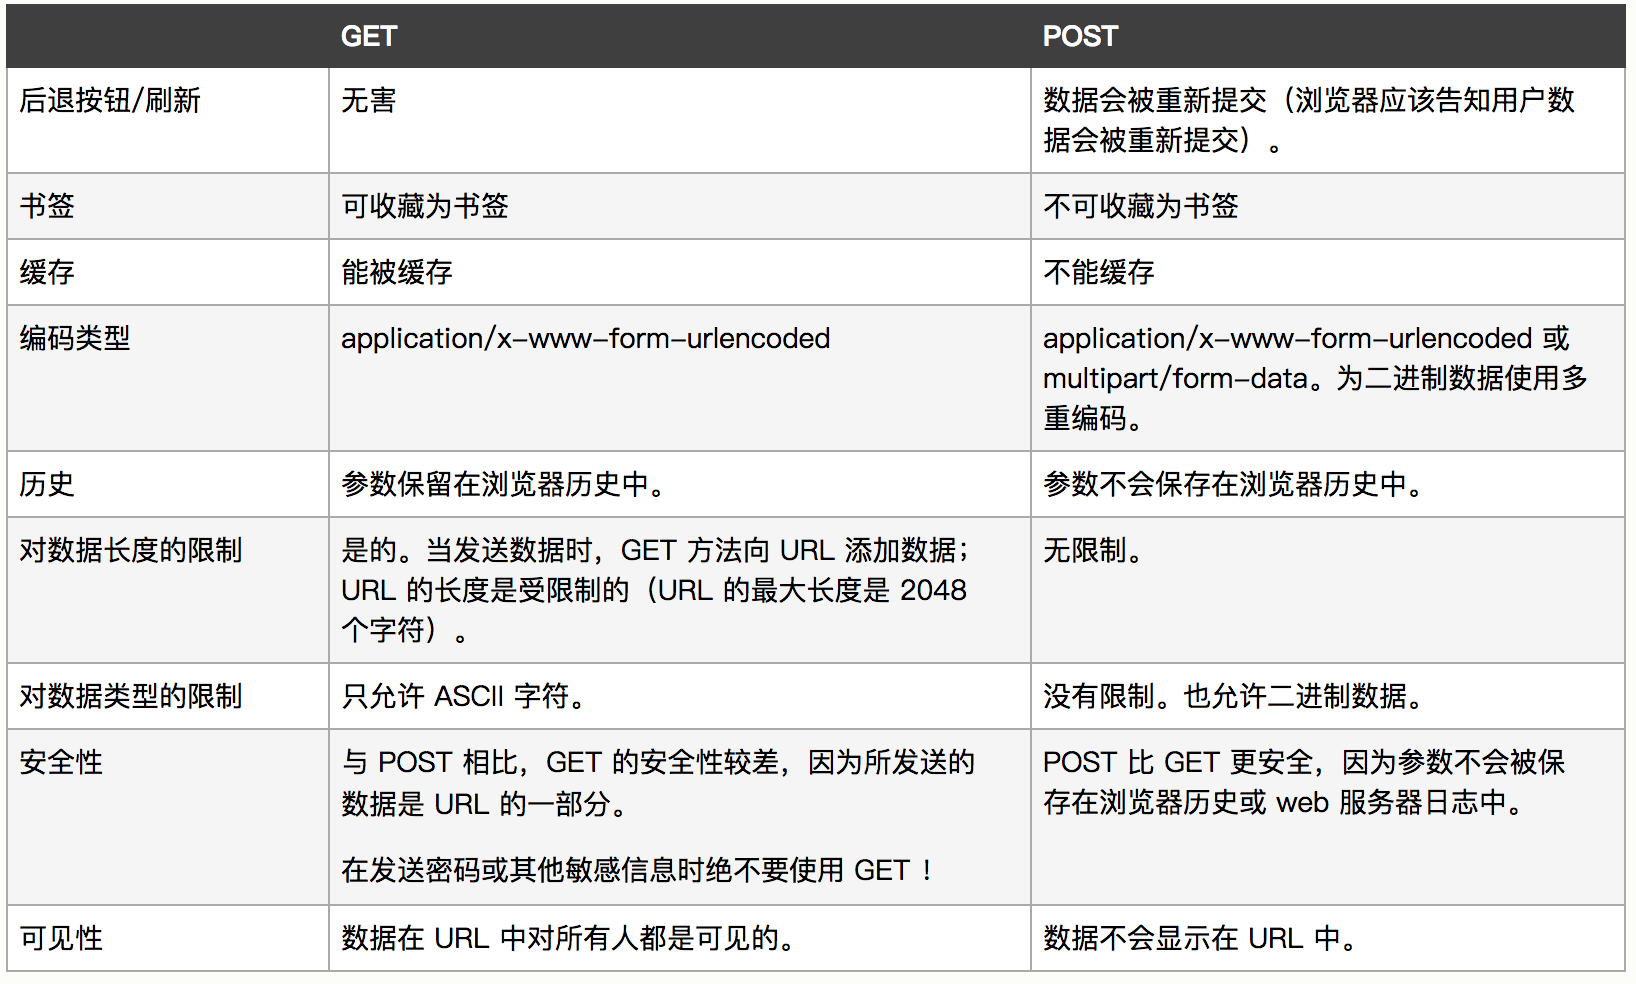 GET
POST
后退按钮/刷新
无害
数据会被重新提交（浏览器应该告知用户数
据会被重新提交）。
书签
可收藏为书签
不可收藏为书签
缓存
能被缓存
不能缓存
编码类型
application/x-www-form-urlencoded
application/x-www-form-urlencoded 或
multipart/form-data。为二进制数据使用多
重编码。
历史
参数保留在浏览器历史中。
参数不会保存在浏览器历史中。
对数据长度的限制
是的。当发送数据时，GET 方法向 URL 添加数据；
URL 的长度是受限制的（URL 的最大长度是 2048
个字符）。
无限制。
对数据类型的限制
只允许 ASCII 字符。
没有限制。也允许二进制数据。
安全性
与 POST 相比，GET 的安全性较差，因为所发送的
数据是 URL 的一部分。
在发送密码或其他敏感信息时绝不要使用 GET ！
POST 比 GET 更安全，因为参数不会被保
存在浏览器历史或 web 服务器日志中。
可见性
数据在 URL 中对所有人都是可见的。
数据不会显示在 URL 中。